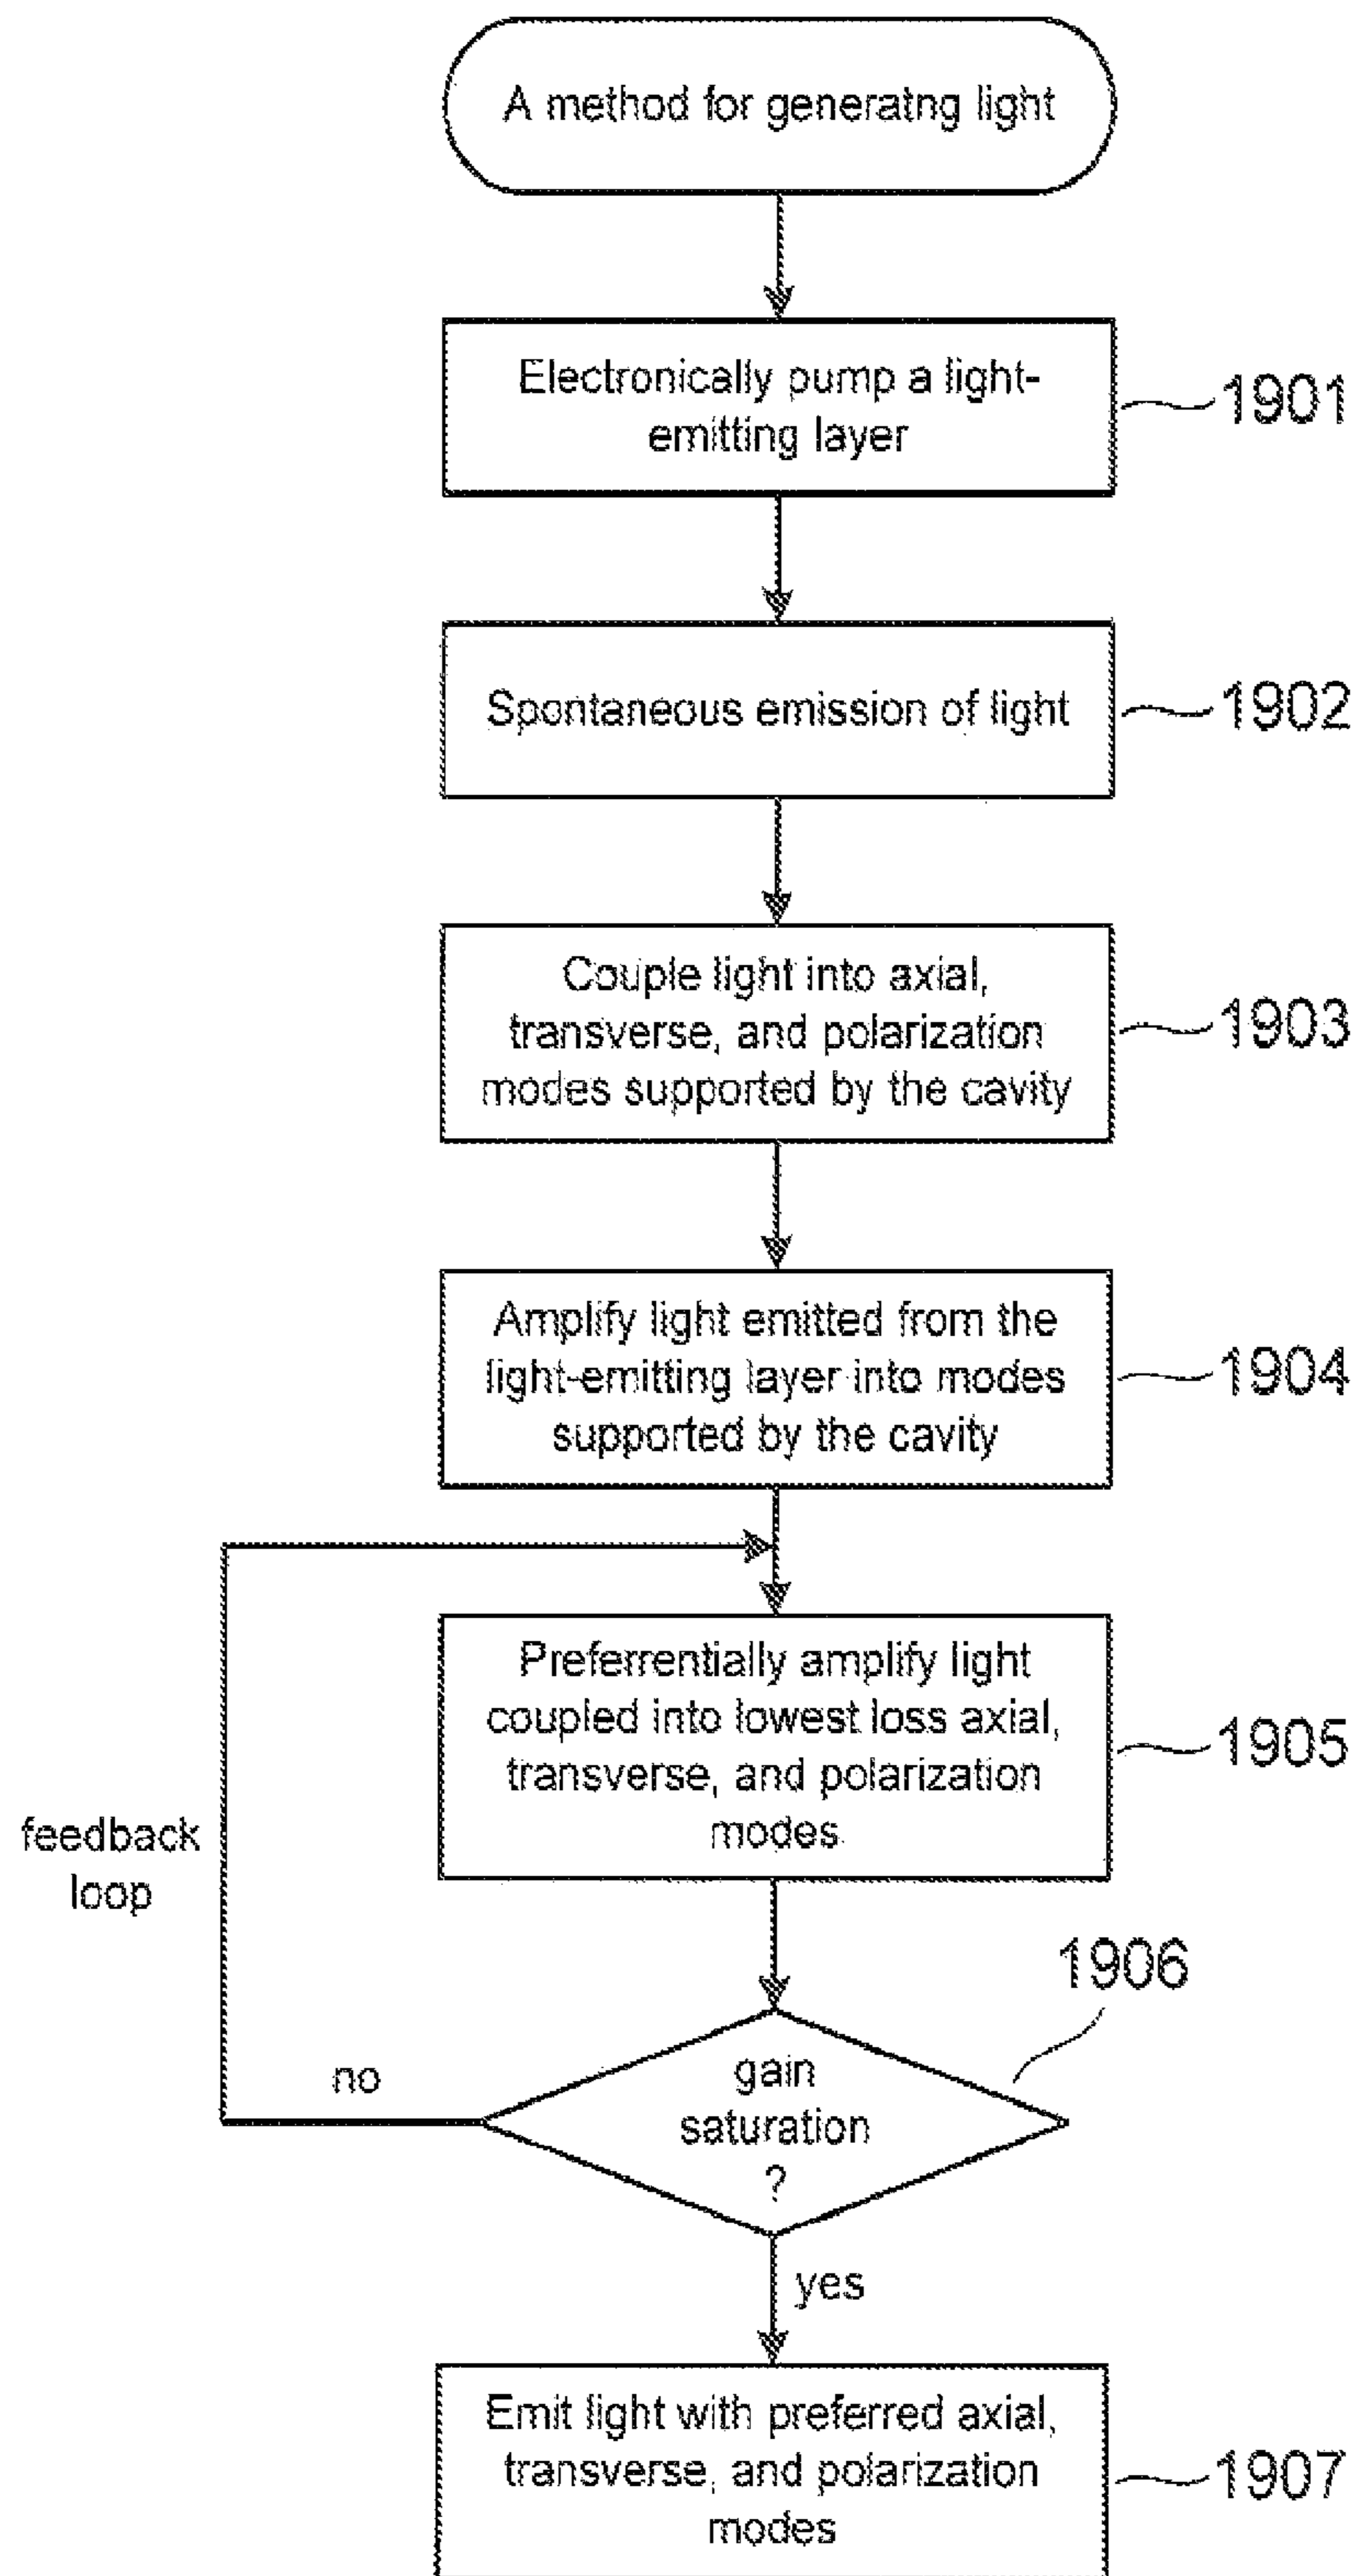 A method for generatng light
Electronically pump a light-
emitting layer
1901
Spontaneous emission of light
1902
Couple light into axial,
transverse, and polarization
modes supported by the cavity
1903
Amplify light emitted from the
light-emitting layer into modes
supported by the cavity
1904
Preferrentially amplify light
coupled into lowest loss axial,
transverse, and polarization
modes
1905
feedback
loop
1906
gain
saturation
?
no
yes
Emit light with preferred axial,
transverse, and polarization
modes
1907